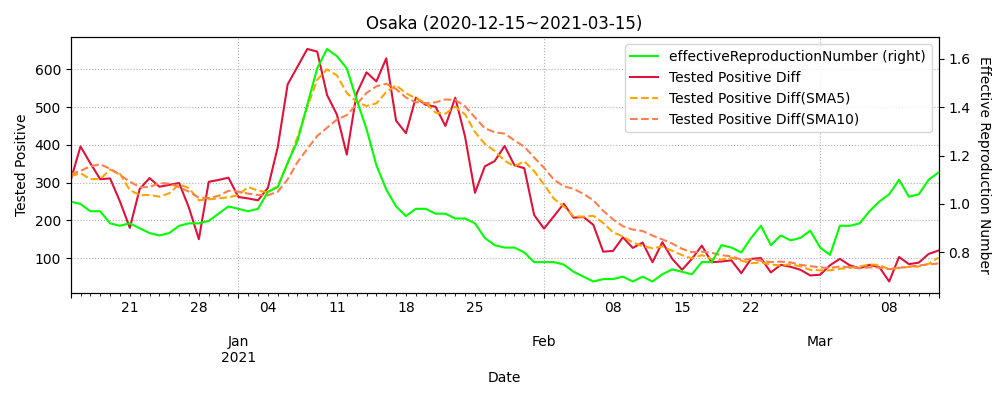 Osaka (2020-12-15~2021-03-15)
effectiveReproductionNumber (right)
Tested Positive Diff
Tested Positive Diff(SMA5)
Tested Positive Diff(SMA10)
Tested Positive
600
500
400
300
200
100
1.6
1.4
1.2
1.0
0.8
Effective Reproduction Number
21 28 04 11 18 25 08 15 22 08
Jan Feb Mar
2021
Date